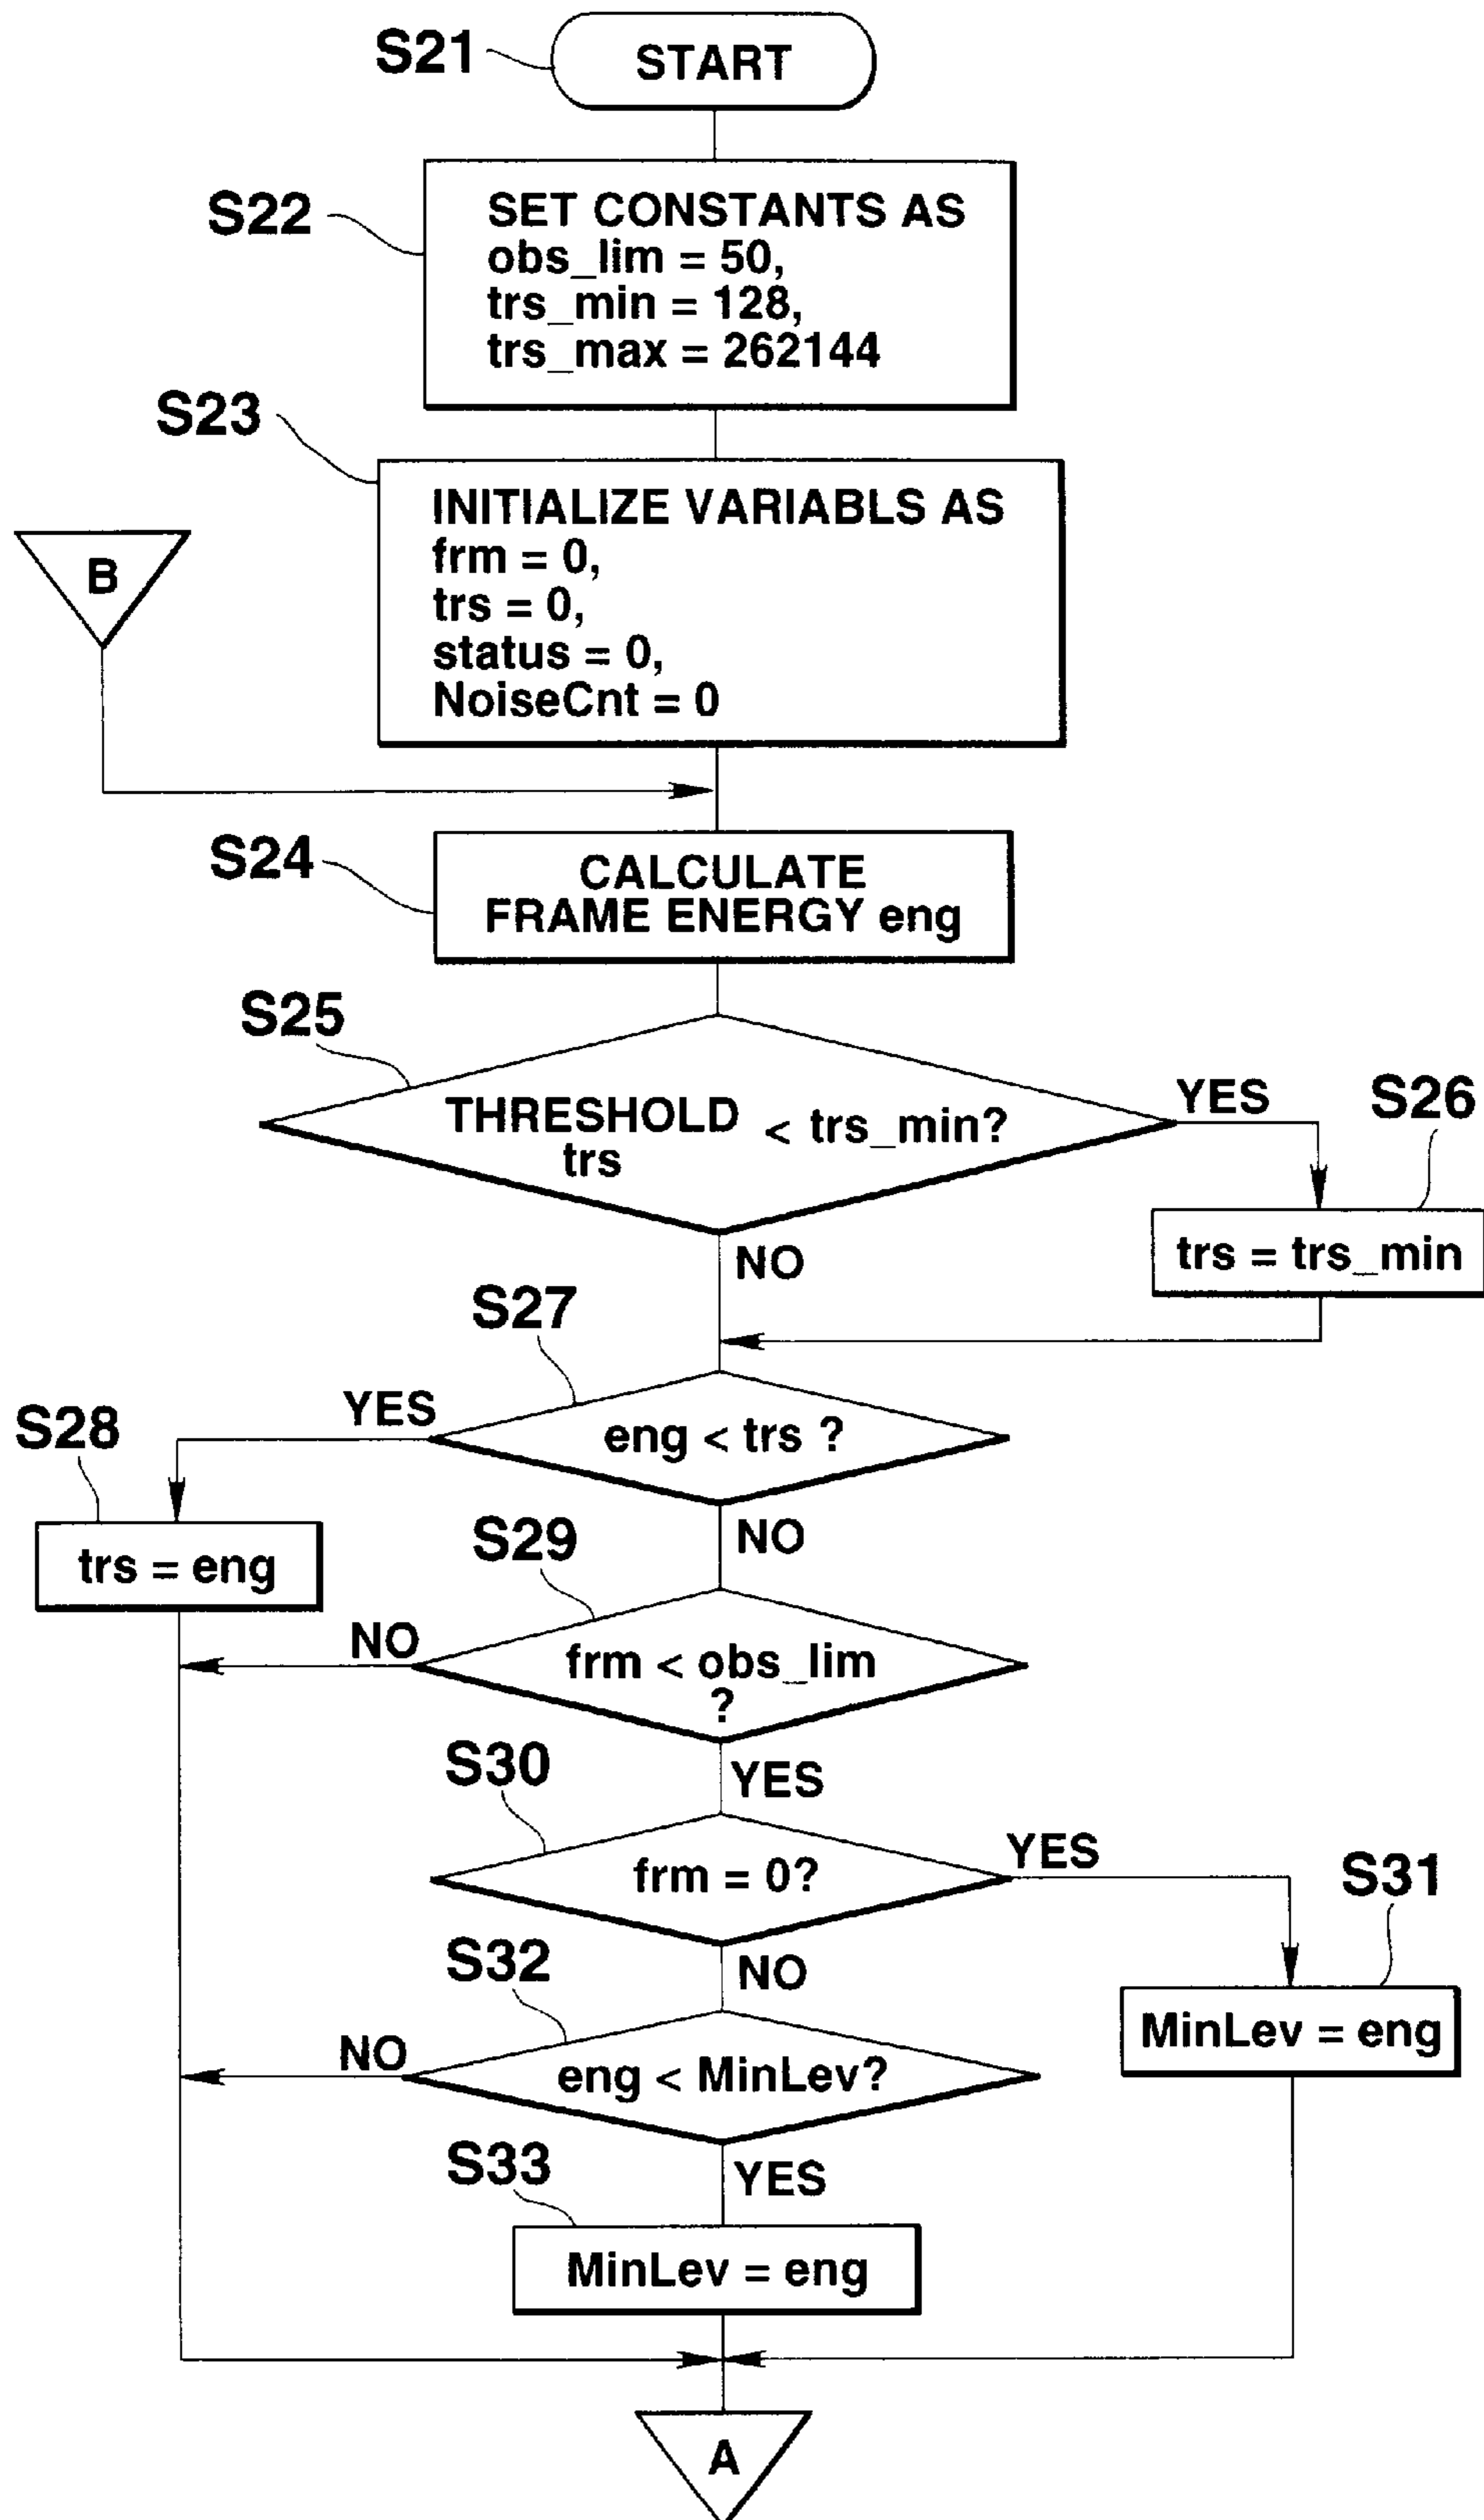 S21
START
S22
SET CONSTANTS AS
obs_lim = 50,
trs_min = 128,
trs_max = 262144
S23
INITIALIZE VARIABLS AS
frm = 0,
trs = 0,
status = 0,
NoiseCnt = 0
B
S24
CALCULATE
FRAME ENERGY eng
S25
THRESHOLD
trs
< trs_min?
YES
S26
trs = trs_min
NO
S27
eng < trs ?
YES
S28
trs = eng
NO
S29
frm < obs_lim
?
NO
YES
S30
frm = 0?
YES
S31
MinLev = eng
NO
S32
eng < MinLev?
NO
YES
S33
MinLev = eng
A